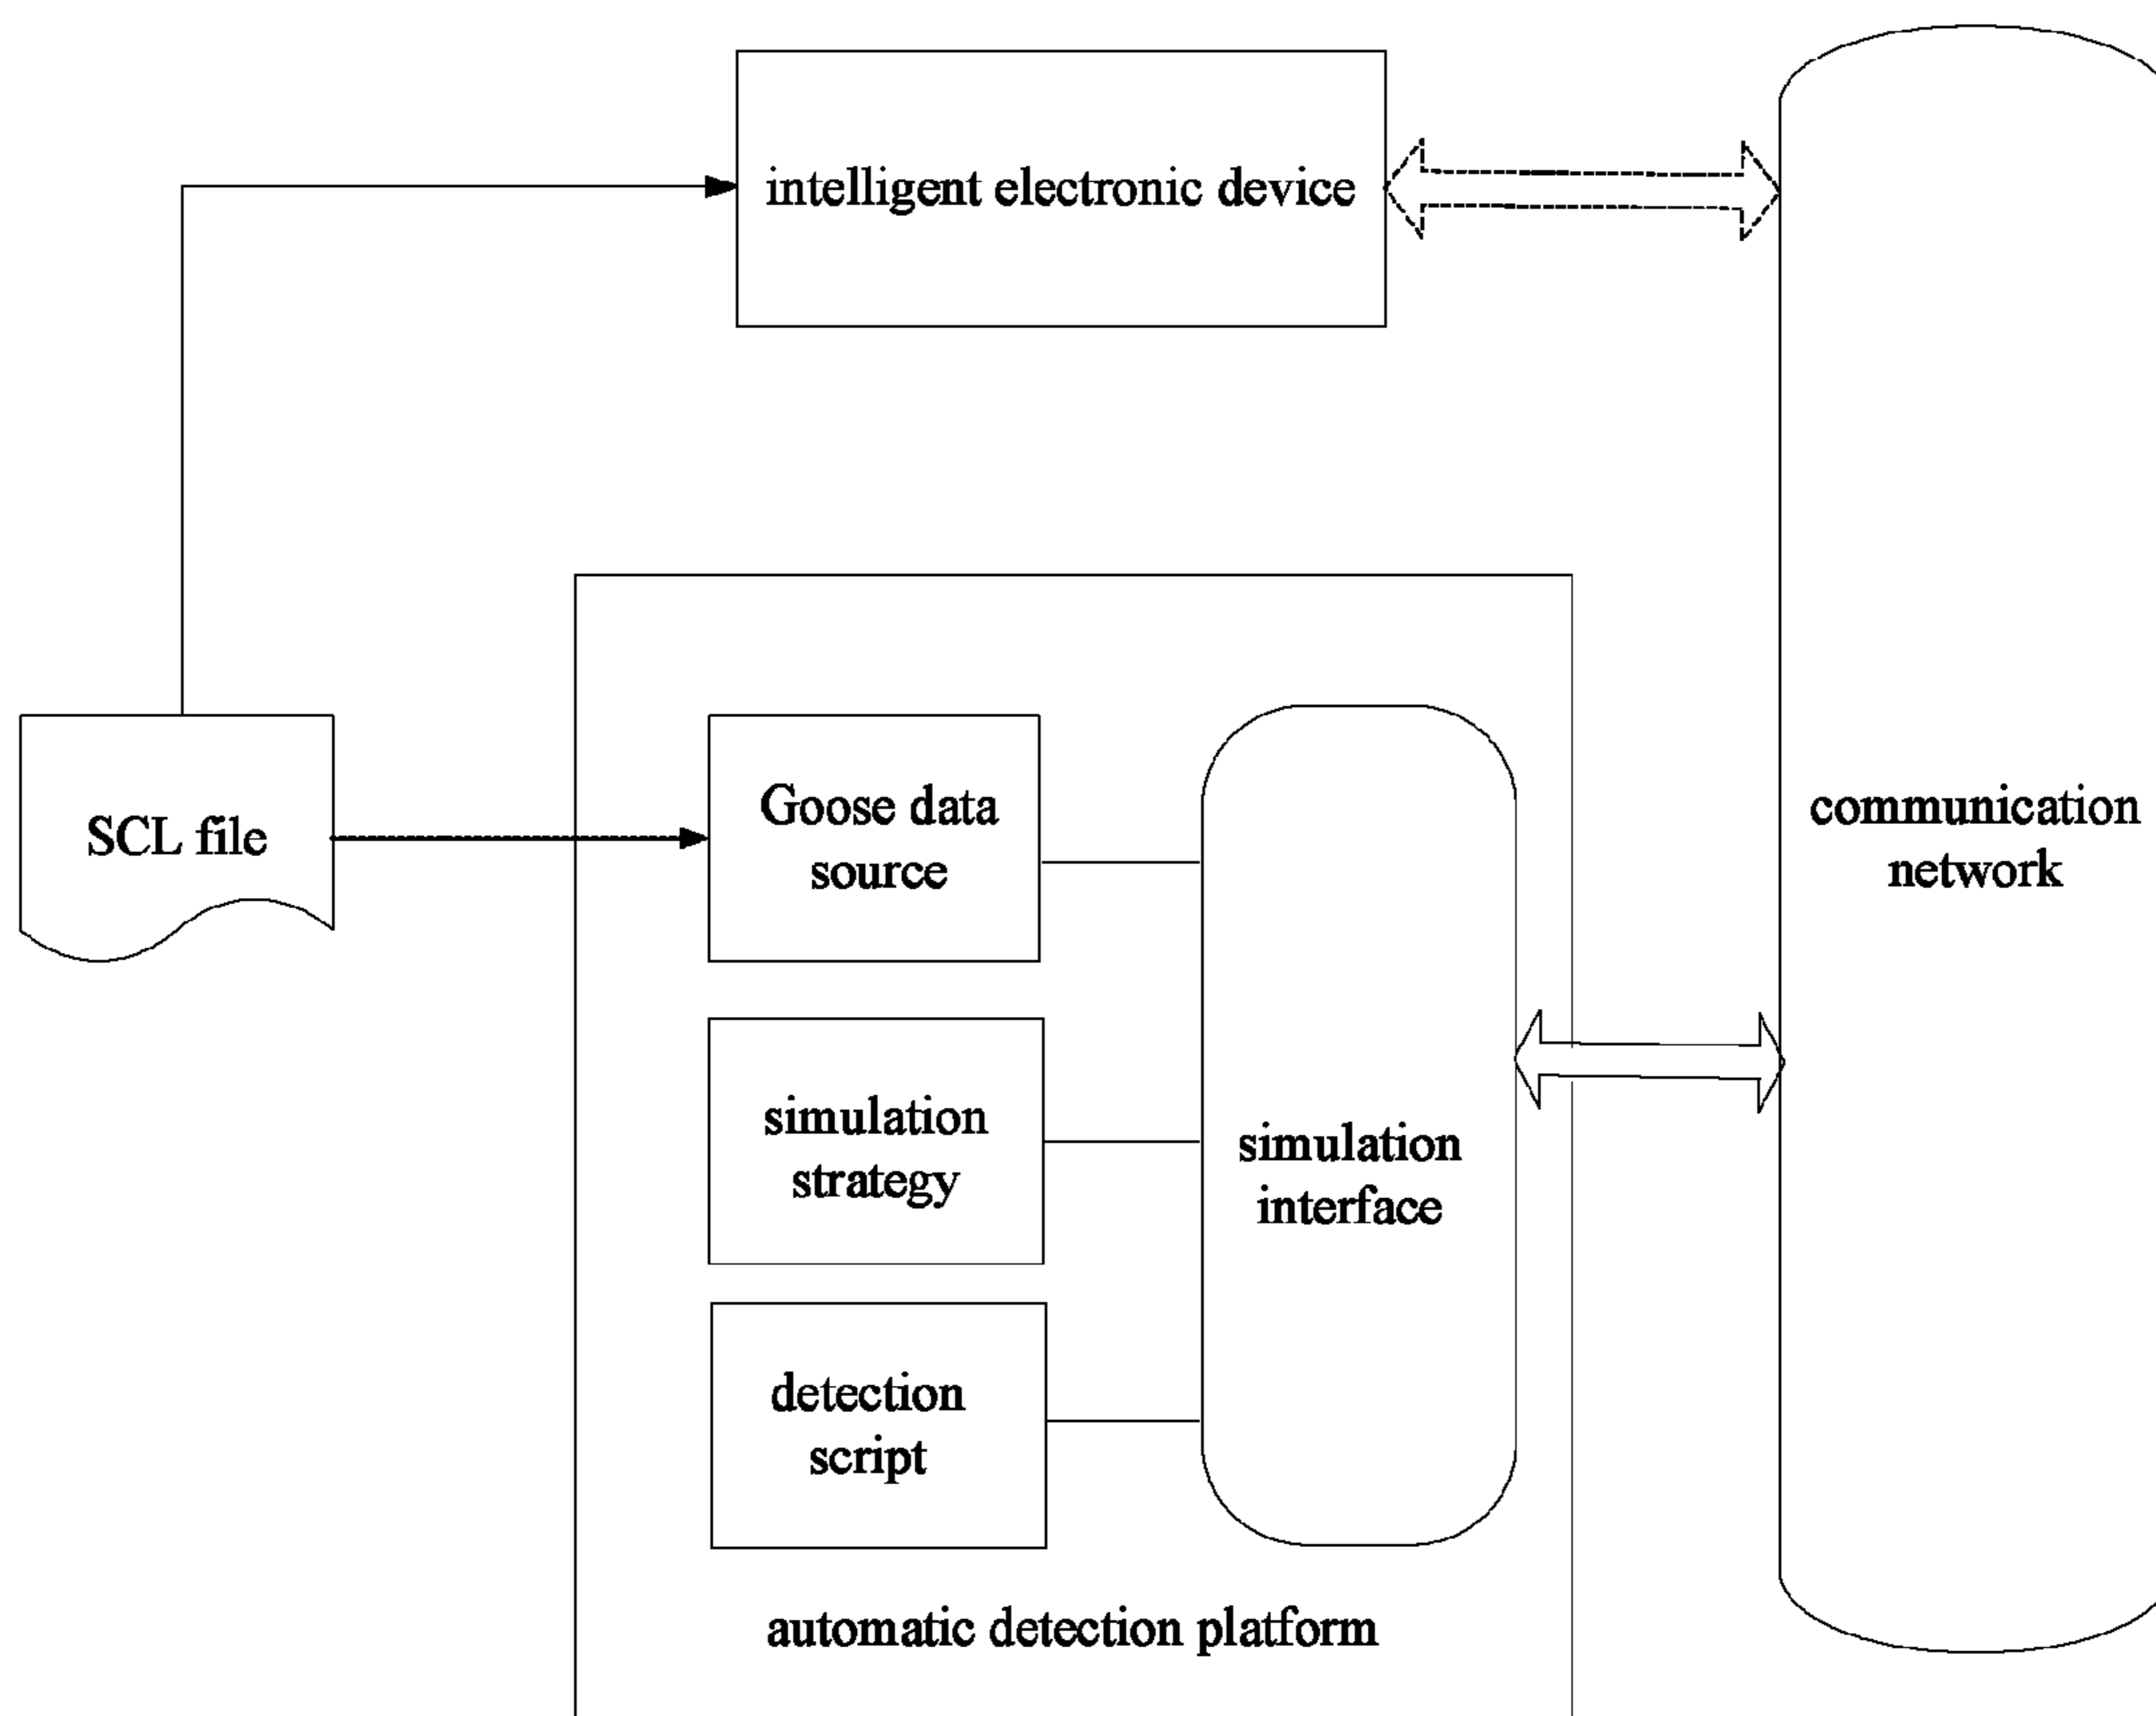 intelligent electronic device
SCL file
Goose data
source
simulation
strategy
detection
script
simulation
interface
communication
network
automatic detection platform